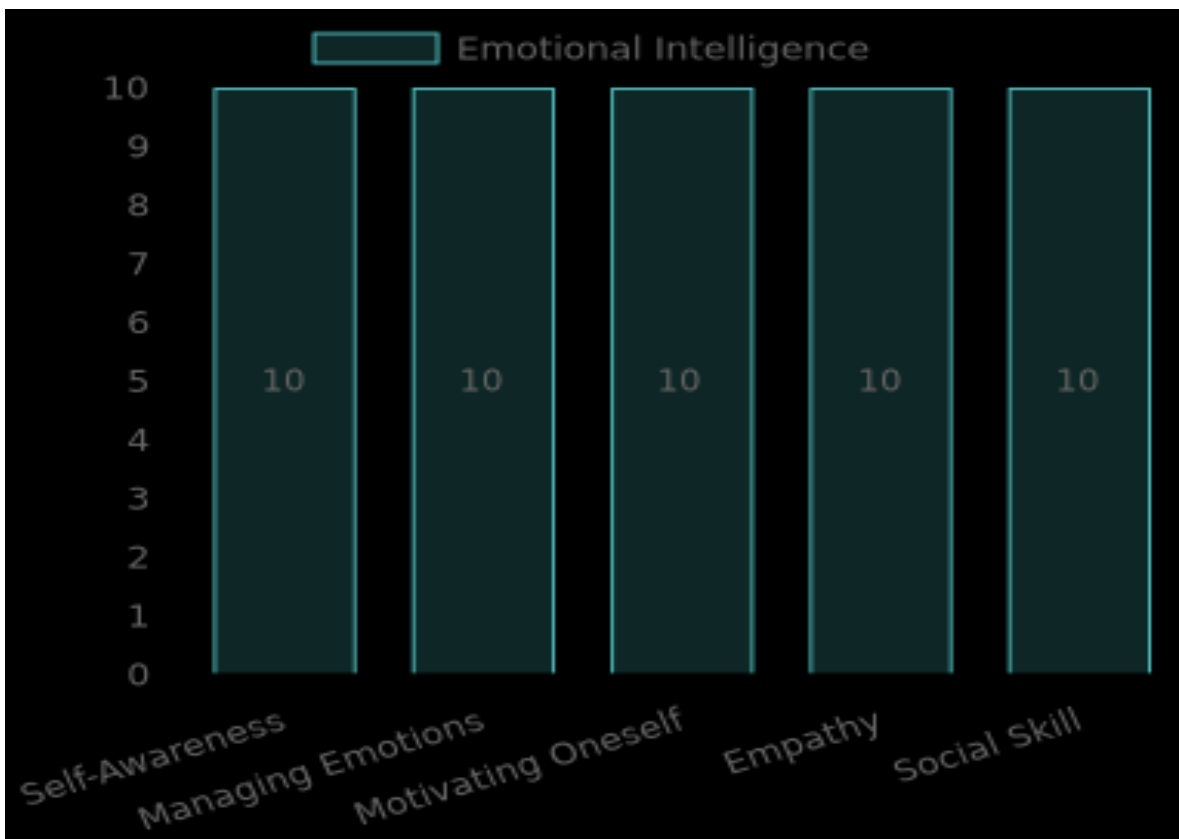 Emotional Intelligence
10
9
8
7
6
5
4
3
2
1
0
10 10 10 10 10
Self-Awareness
Managing Emotions
Motivating Oneself
Empathy
Social Skill